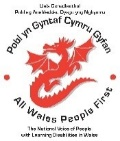 Llais Cenedlaethol
Pobl ag Anableddau Dysgu yng Nghymru
Pobl yn Gyntaf Cymru Gyfan
All Wales People First
The National Voice of People
with Learning Disabilities in Wales